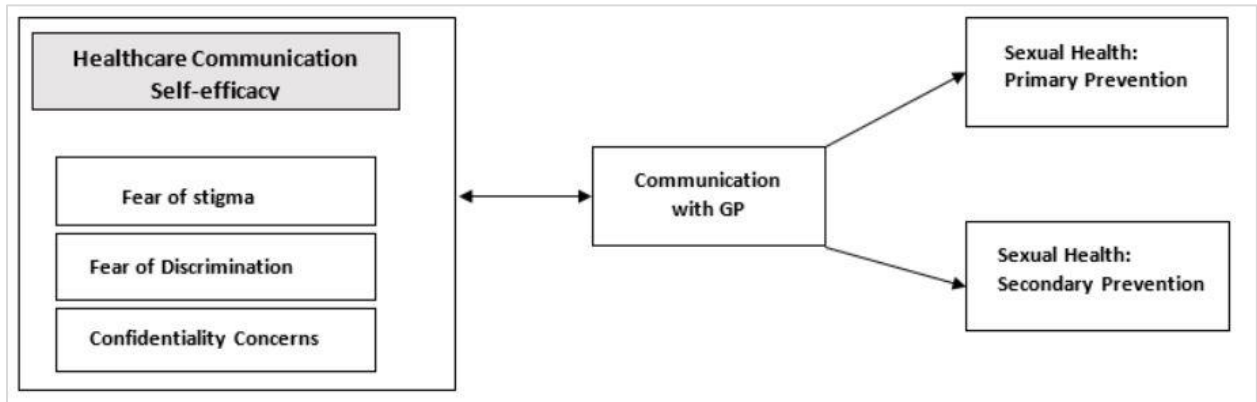 Healthcare Communication
Self-efficacy
Fear of stigma
Fear of Discrimination
Confidentiality Concerns
Communication
with GP
Sexual Health:
Primary Prevention
Sexual Health:
Secondary Prevention